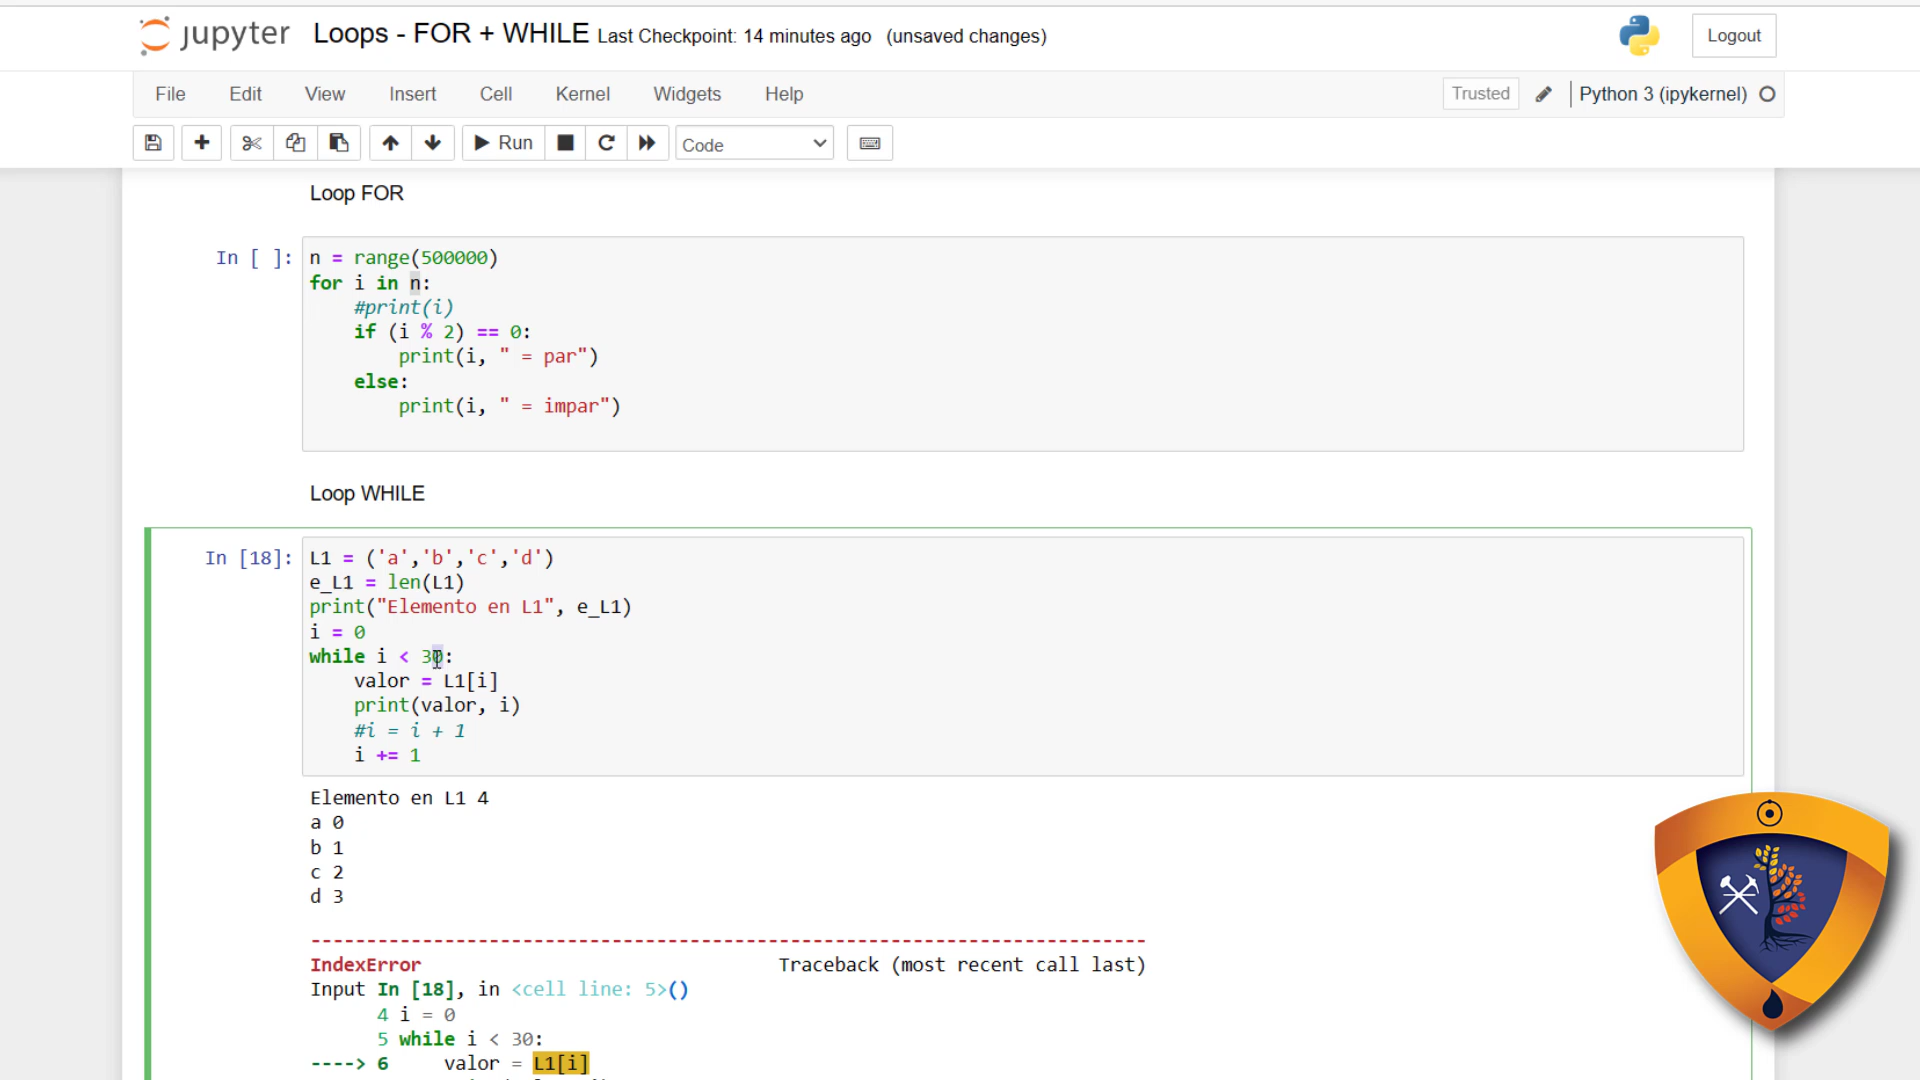 jupyter Loops - FOR + WHILE Last Checkpoint: 14 minutes ago (unsaved changes) Logout
File Edit View Insert Cell Kernel Widgets Help Trusted Python 3 (ipykernel)
Run Code
Loop FOR
In [ ]: n = range(500000)
for i in n:
#print(i)
if (i % 2) == 0:
print(i, " = par")
else:
print(i, " = impar")
Loop WHILE
In [18]: L1 = ('a','b','c','d')
e_L1 = len(L1)
print("Elemento en L1", e_L1)
i = 0
while i < 30:
valor = L1[i]
print(valor, i)
#i = i + 1
i += 1
Elemento en L1 4
a 0
b 1
c 2
d 3
---------------------------------------------------------------------------
IndexError Traceback (most recent call last)
Input In [18], in <cell line: 5>()
4 i = 0
5 while i < 30:
----> 6 valor = L1[i]